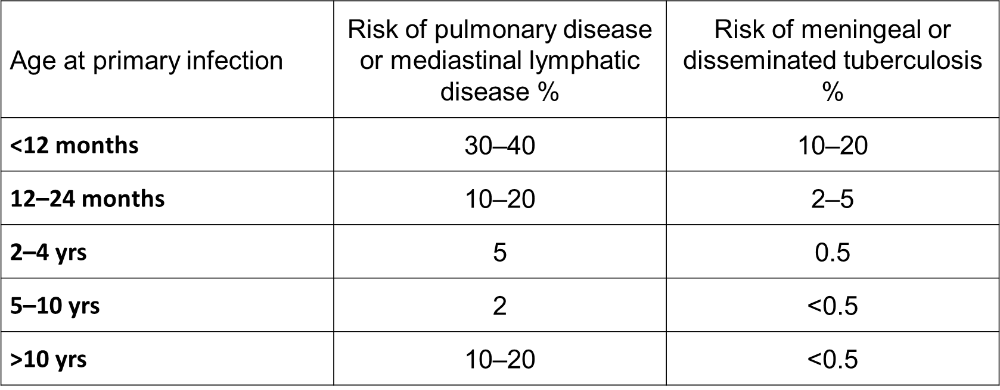 Age at primary infection
Risk of pulmonary disease
or mediastinal lymphatic
disease %
Risk of meningeal or
disseminated tuberculosis
%
<12 months
30–40
10–20
12–24 months
10–20
2–5
2–4 yrs
5
0.5
5–10 yrs
2
<0.5
>10 yrs
10–20
<0.5